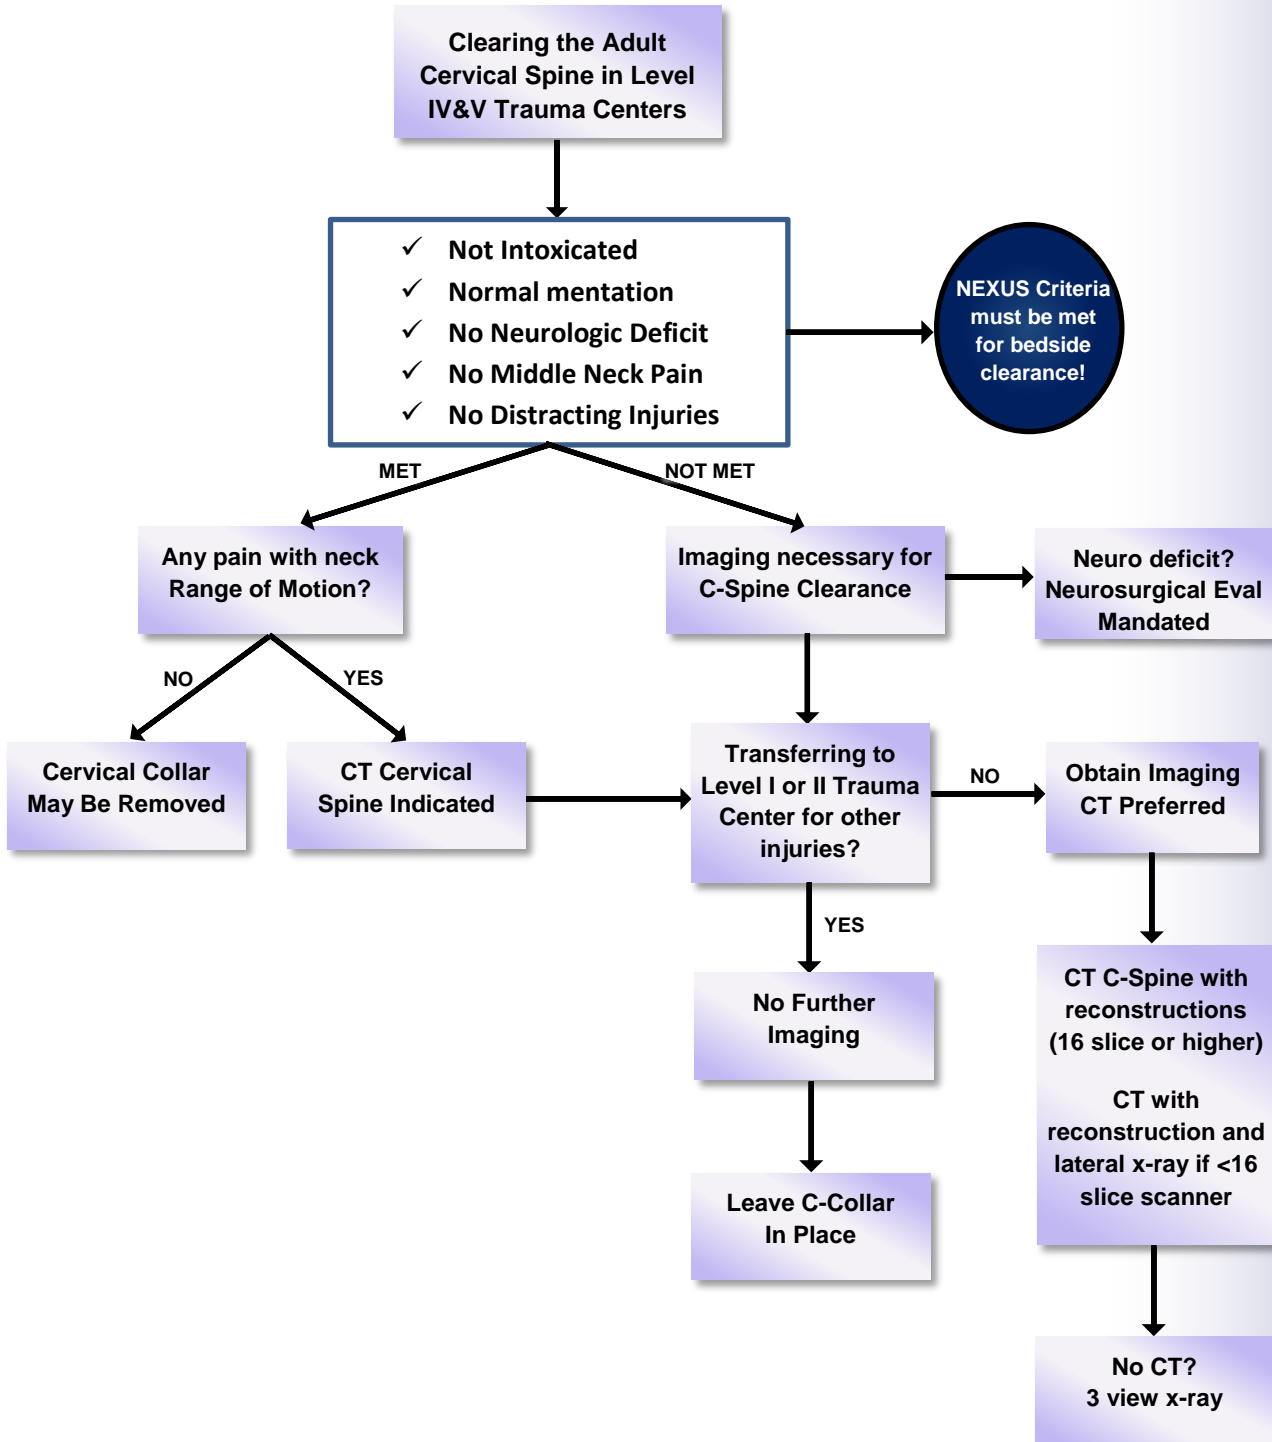 Clearing the Adult
Cervical Spine in Level
IV&V Trauma Centers
✓ Not Intoxicated
✓ Normal mentation
✓ No Neurologic Deficit
✓ No Middle Neck Pain
✓ No Distracting Injuries
NEXUS Criteria
must be met
for bedside
clearance!
MET
NOT MET
Any pain with neck
Range of Motion?
Imaging necessary for
C-Spine Clearance
Neuro deficit?
Neurosurgical Eval
Mandated
NO
YES
Cervical Collar
May Be Removed
CT Cervical
Spine Indicated
Transferring to
Level I or II Trauma
Center for other
injuries?
NO
Obtain Imaging
CT Preferred
YES
No Further
Imaging
CT C-Spine with
reconstructions
(16 slice or higher)
CT with
reconstruction and
lateral x-ray if <16
slice scanner
Leave C-Collar
In Place
No CT?
3 view x-ray